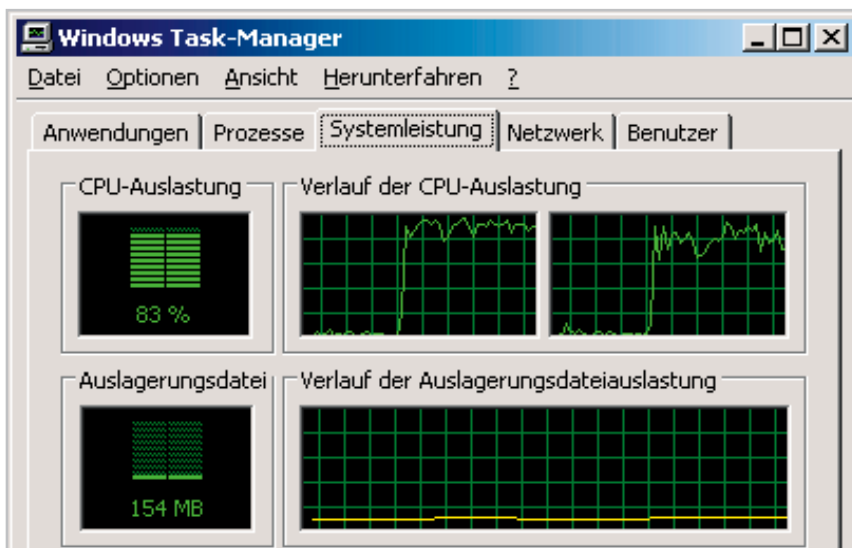 Windows Task-Manager
Datei Optionen Ansicht Herunterfahren ?
Anwendungen Prozesse Systemleistung Netzwerk Benutzer
CPU-Auslastung Verlauf der CPU-Auslastung
83 %
Auslagerungsdatei Verlauf der Auslagerungsdateiauslastung
154 MB